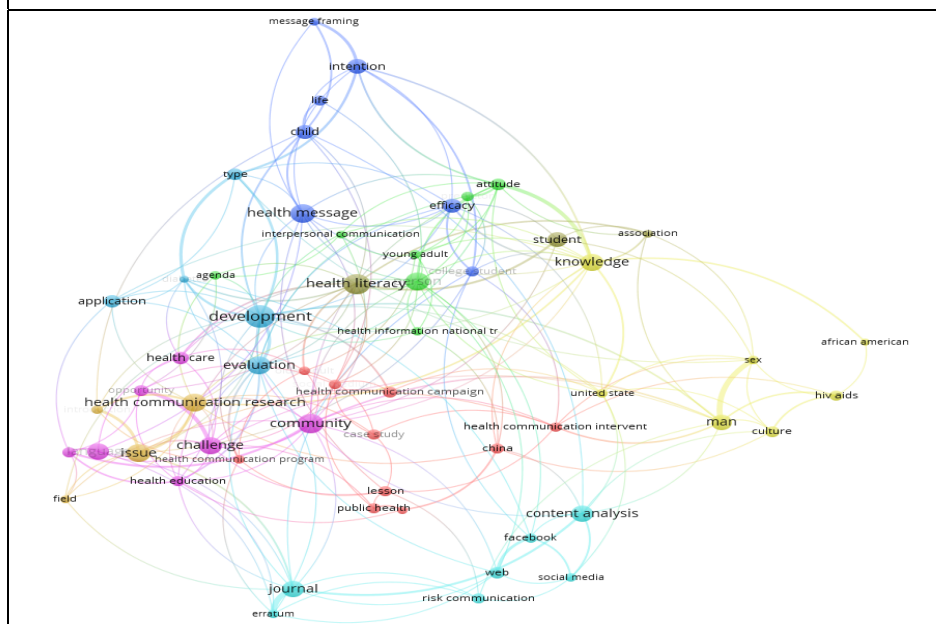 message framing
intention
life
child
type
attitude
efficacy
health message
interpersonal communication
student
association
young adult
knowledge
college student
agenda
health literacy
application
development
health information national tr
african american
health care
evaluation
sex
opportunity
health communication campaign
united state
hiv aids
health communication research
community
man
health communication intervent
culture
case study
challenge
china
issue
health communication program
health education
lesson
field
public health
content analysis
facebook
web
social media
journal
risk communication
erratum